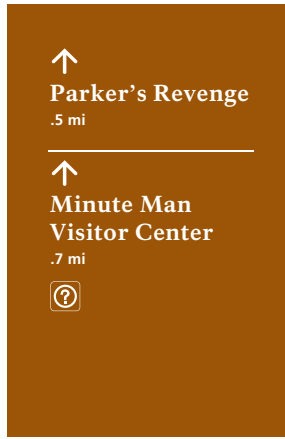 Parker’s Revenge
.5 mi
Minute Man
Visitor Center
.7 mi
?